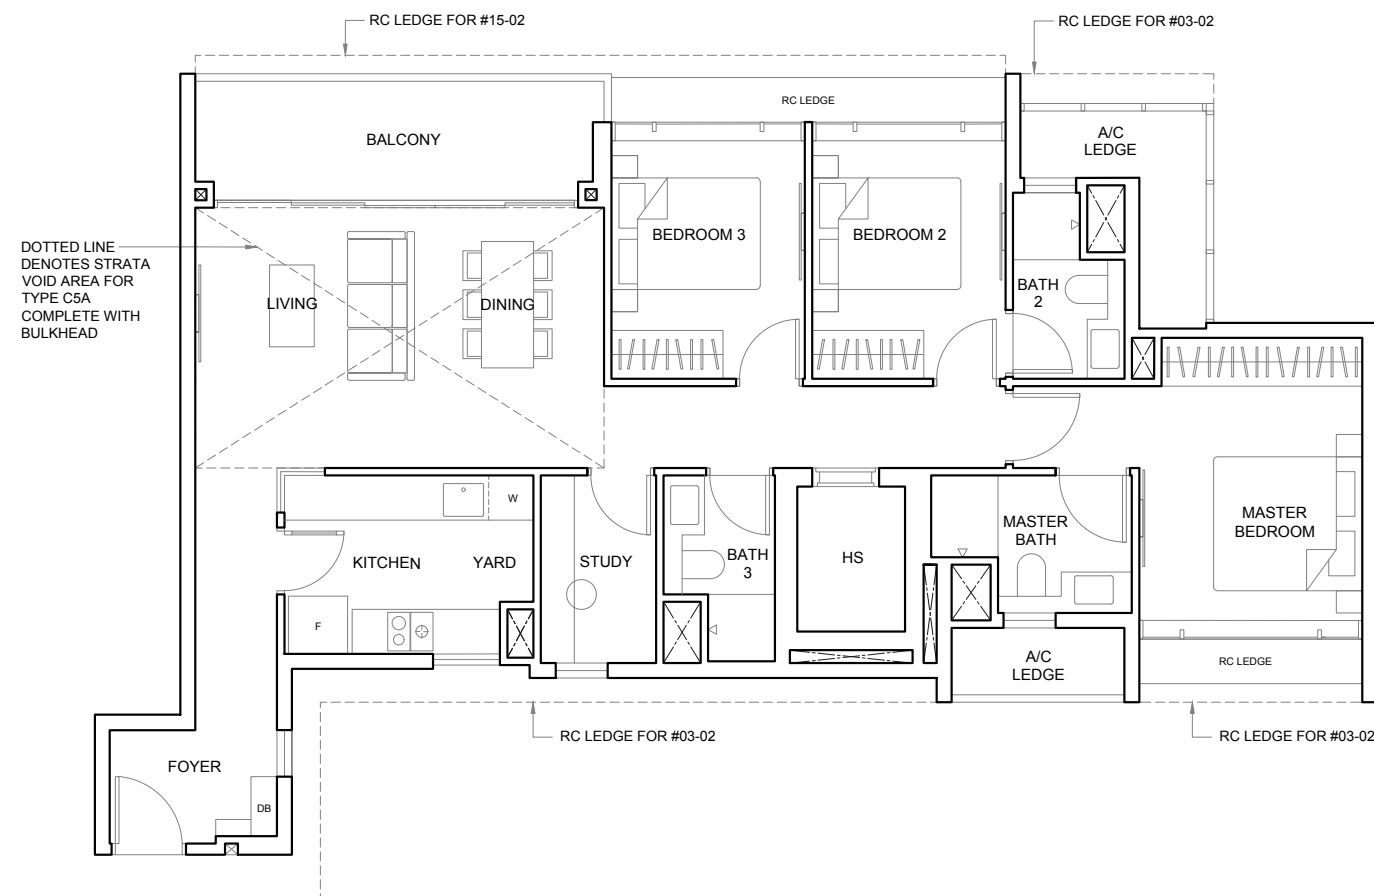 RC LEDGE FOR #15-02
RC LEDGE FOR #03-02
RC LEDGE
BALCONY
A/C
LEDGE
BEDROOM 3
BEDROOM 2
DOTTED LINE
DENOTES STRATA
VOID AREA FOR
TYPE C5A
COMPLETE WITH
BULKHEAD
LIVING
DINING
BATH
2
W
KITCHEN
YARD
STUDY
BATH
3
HS
MASTER
BATH
MASTER
BEDROOM
F
A/C
LEDGE
RC LEDGE
RC LEDGE FOR #03-02
RC LEDGE FOR #03-02
FOYER
DB